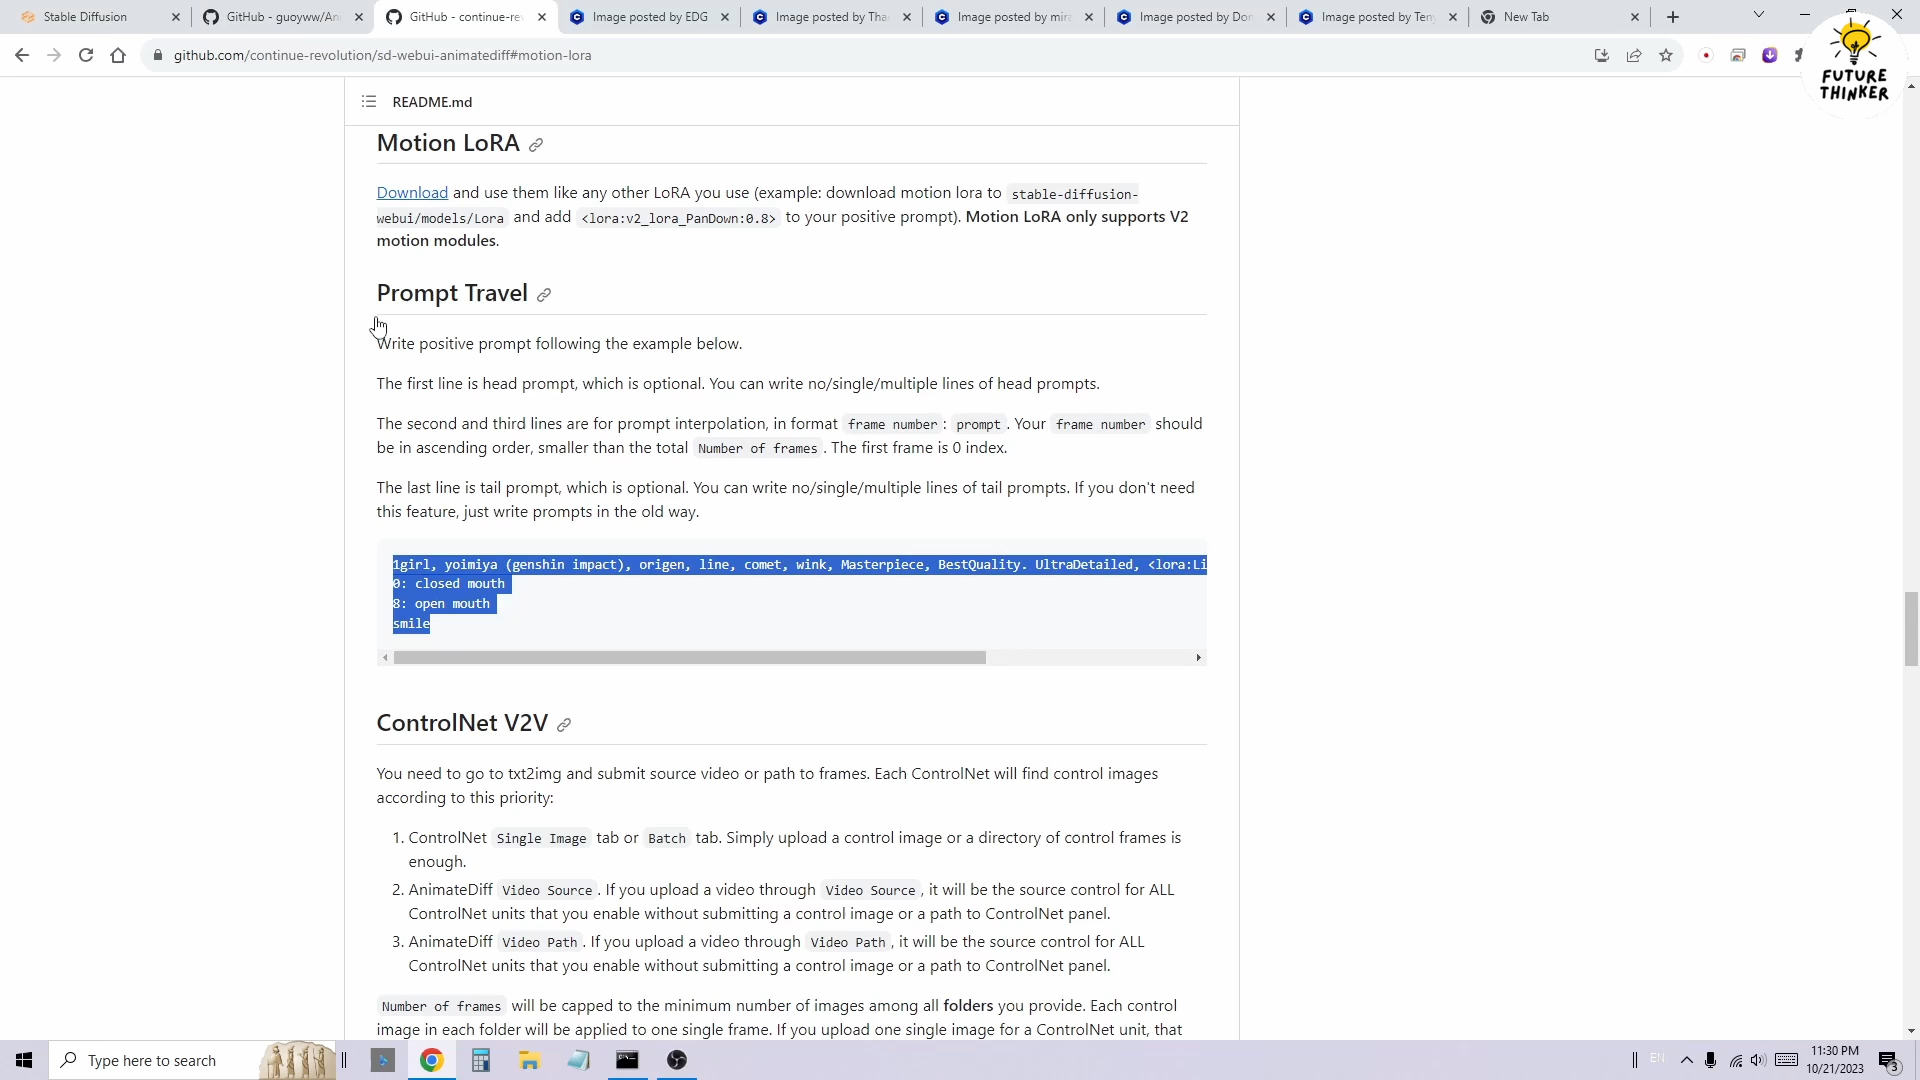 Stable Diffusion
GitHub - guoyww/An
GitHub - continue-rev
Image posted by EDG
Image posted by Tha
Image posted by mira
Image posted by Don
Image posted by Teny
New Tab
github.com/continue-revolution/sd-webui-animatediff#motion-lora
FUTURE
THINKER
README.md
Motion LoRA
Download and use them like any other LoRA you use (example: download motion lora to stable-diffusion-
webui/models/Lora and add <lora:v2_lora_PanDown:0.8> to your positive prompt). Motion LoRA only supports V2
motion modules.
Prompt Travel
Write positive prompt following the example below.
The first line is head prompt, which is optional. You can write no/single/multiple lines of head prompts.
The second and third lines are for prompt interpolation, in format frame number: prompt. Your frame number should
be in ascending order, smaller than the total Number of frames. The first frame is 0 index.
The last line is tail prompt, which is optional. You can write no/single/multiple lines of tail prompts. If you don't need
this feature, just write prompts in the old way.
1girl, yoimiya (genshin impact), origen, line, comet, wink, Masterpiece, BestQuality. UltraDetailed, <lora:Li
0: closed mouth
8: open mouth
smile
ControlNet V2V
You need to go to txt2img and submit source video or path to frames. Each ControlNet will find control images
according to this priority:
1. ControlNet Single Image tab or Batch tab. Simply upload a control image or a directory of control frames is
enough.
2. AnimateDiff Video Source. If you upload a video through Video Source, it will be the source control for ALL
ControlNet units that you enable without submitting a control image or a path to ControlNet panel.
3. AnimateDiff Video Path. If you upload a video through Video Path, it will be the source control for ALL
ControlNet units that you enable without submitting a control image or a path to ControlNet panel.
Number of frames will be capped to the minimum number of images among all folders you provide. Each control
image in each folder will be applied to one single frame. If you upload one single image for a ControlNet unit, that
Type here to search
EN
11:30 PM
10/21/2023
3